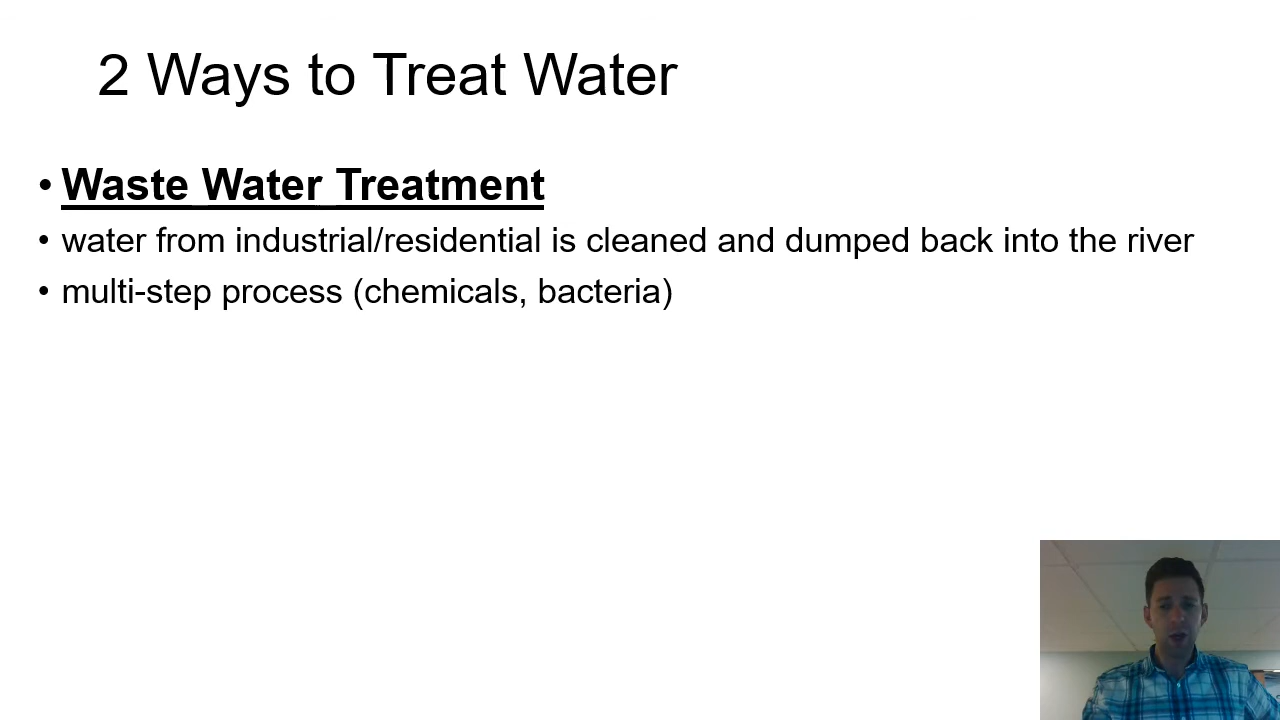 2 Ways to Treat Water
• Waste Water Treatment
• water from industrial/residential is cleaned and dumped back into the river
• multi-step process (chemicals, bacteria)